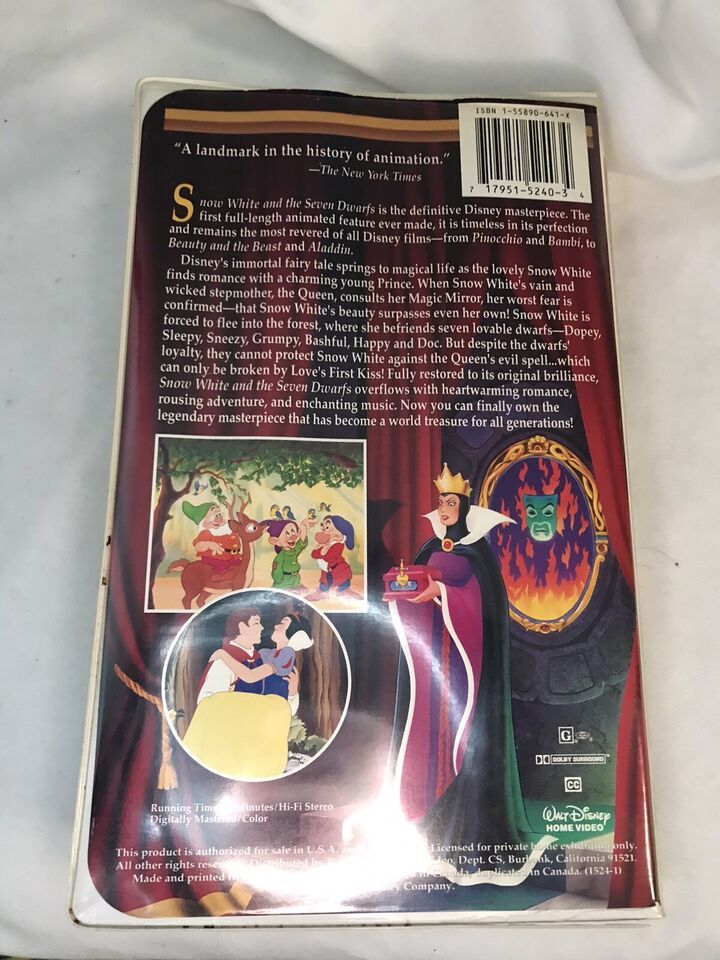 ISBN 1-55890-641-X
7 17951-5240-3 4
"A landmark in the history of animation."
—The New York Times
Snow White and the Seven Dwarfs is the definitive Disney masterpiece. The
first full-length animated feature ever made, it is timeless in its perfection
and remains the most revered of all Disney films—from Pinocchio and Bambi, to
Beauty and the Beast and Aladdin.
Disney's immortal fairy tale springs to magical life as the lovely Snow White
finds romance with a charming young Prince. When Snow White's vain and
wicked stepmother, the Queen, consults her Magic Mirror, her worst fear is
confirmed—that Snow White's beauty surpasses even her own! Snow White is
forced to flee into the forest, where she befriends seven lovable dwarfs—Dopey,
Sleepy, Sneezy, Grumpy, Bashful, Happy and Doc. But despite the dwarfs'
loyalty, they cannot protect Snow White against the Queen's evil spell...which
can only be broken by Love's First Kiss! Fully restored to its original brilliance,
Snow White and the Seven Dwarfs overflows with heartwarming romance,
rousing adventure, and enchanting music. Now you can finally own the
legendary masterpiece that has become a world treasure for all generations!
G
DOLBY SURROUND
CC
WALT DISNEY
HOME VIDEO
Running Time Minutes/Hi-Fi Stereo
Digitally Mastered/Color
This product is authorized for sale in U.S.A. Licensed for private home exhibition only.
All other rights Distributed by Dept. CS, Burbank, California 91521.
Made and printed in Canada, duplicated in Canada. (1524-1)
Company.